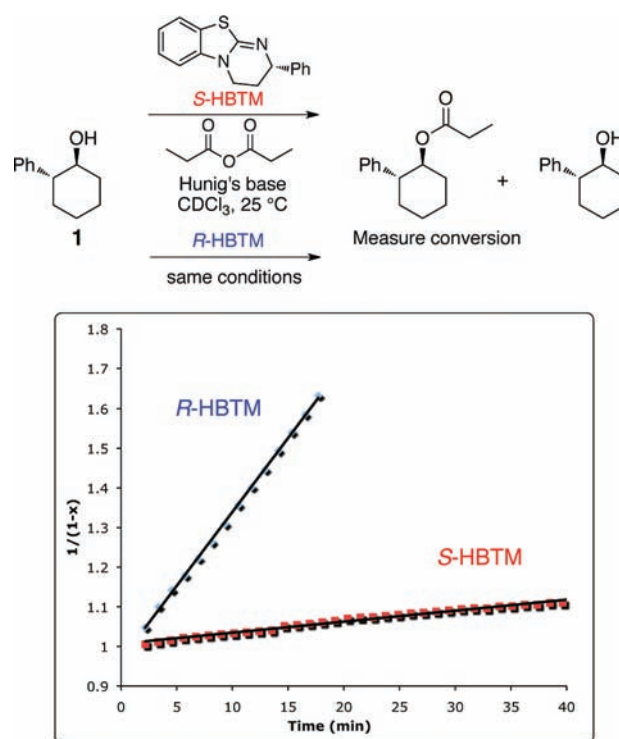 S
N
N
Ph
S-HBTM
O O
O
OH
Ph
1
Hunig's base
CDCl₃, 25 °C
R-HBTM
same conditions
O
O
Ph
+
OH
Ph
Measure conversion
1.8
1.7
1.6
1.5
1.4
1.3
1.2
1.1
1
0.9
1/(1-x)
R-HBTM
S-HBTM
0 5 10 15 20 25 30 35 40
Time (min)